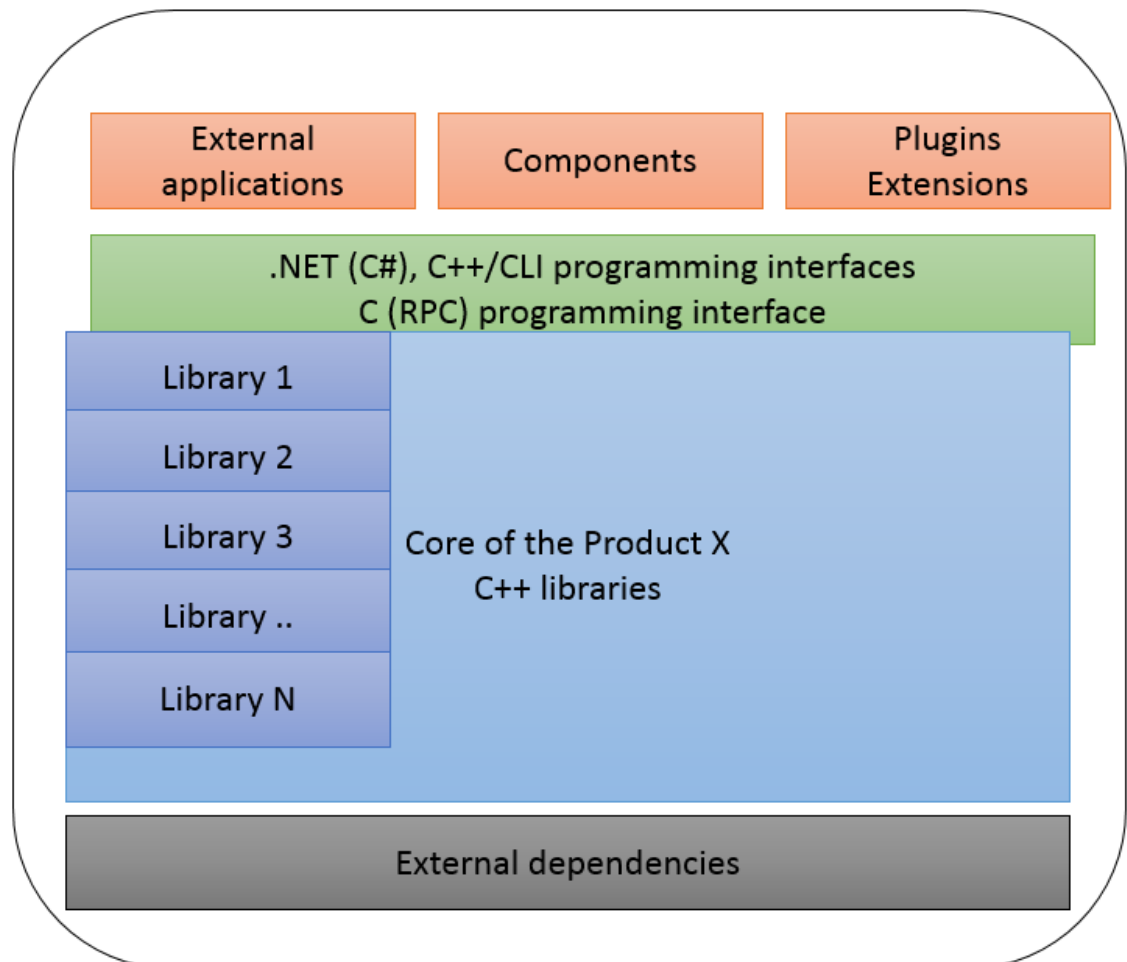 External
applications
Components
Plugins
Extensions
.NET (C#), C++/CLI programming interfaces
C (RPC) programming interface
Library 1
Library 2
Library 3
Library ..
Library N
Core of the Product X
C++ libraries
External dependencies